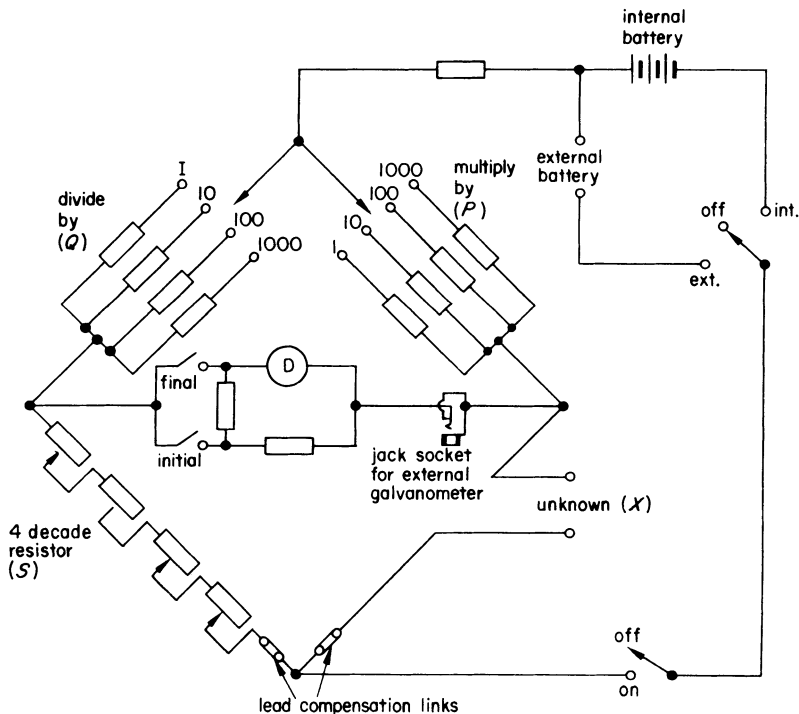 internal
battery
external
battery
off
int.
ext.
divide
by
(Q)
I
10
100
1000
multiply
by
(P)
1000
100
10
1
final
D
initial
jack socket
for external
galvanometer
unknown (X)
4 decade
resistor
(S)
off
on
lead compensation links